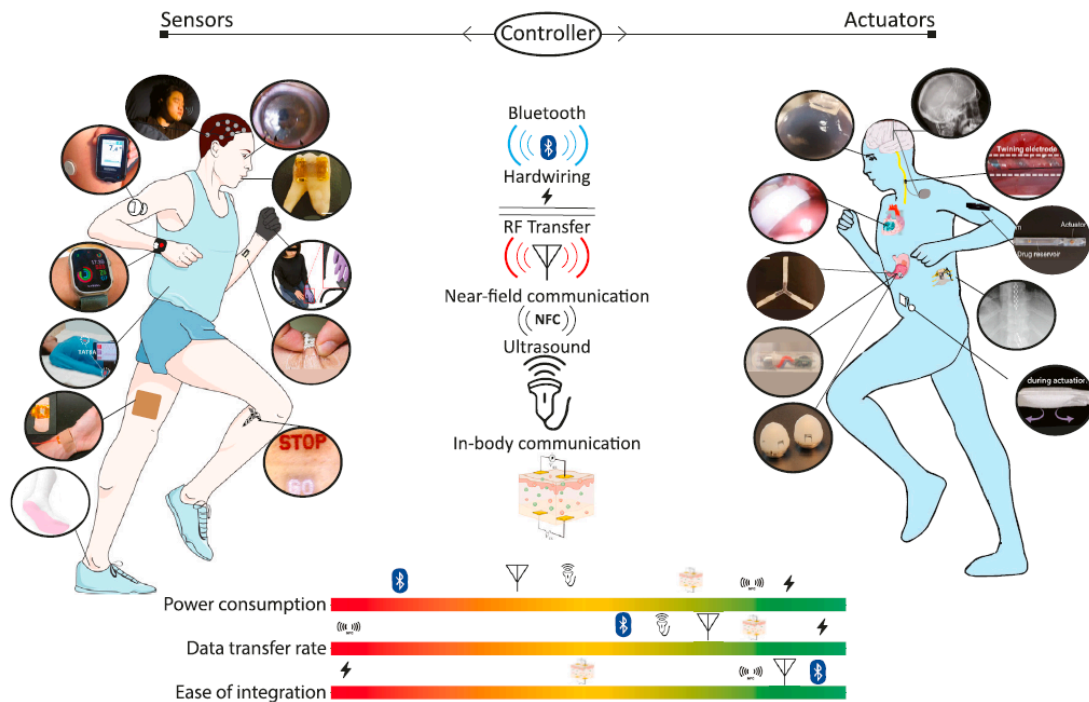 Sensors
Controller
Actuators
Bluetooth
Hardwiring
RF Transfer
Near-field communication
NFC
Ultrasound
In-body communication
STOP
60
Twining electrode
Actuator
Drug reservoir
during actuation
Power consumption
Data transfer rate
Ease of integration